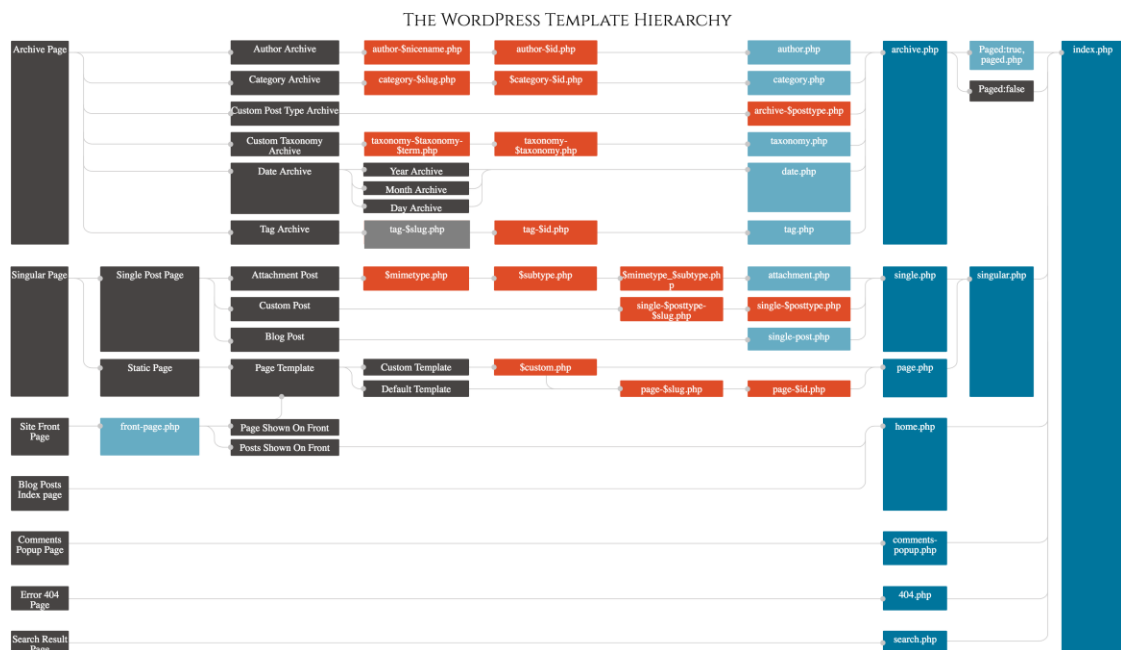 THE WORDPRESS TEMPLATE HIERARCHY
Archive Page
Author Archive
author-$nicename.php
author-$id.php
author.php
archive.php
Paged:true,
paged.php
index.php
Category Archive
category-$slug.php
$category-$id.php
category.php
Paged:false
Custom Post Type Archive
archive-$posttype.php
Custom Taxonomy
Archive
taxonomy-$taxonomy-
$term.php
taxonomy-
$taxonomy.php
taxonomy.php
Date Archive
Year Archive
Month Archive
Day Archive
date.php
Tag Archive
tag-$slug.php
tag-$id.php
tag.php
Singular Page
Single Post Page
Attachment Post
$mimetype.php
$subtype.php
$mimetype_$subtype.ph
p
attachment.php
single.php
singular.php
Custom Post
single-$posttype-
$slug.php
single-$posttype.php
Blog Post
single-post.php
Static Page
Page Template
Custom Template
$custom.php
page.php
Default Template
page-$slug.php
page-$id.php
Site Front
Page
front-page.php
Page Shown On Front
Posts Shown On Front
home.php
Blog Posts
Index page
Comments
Popup Page
comments-
popup.php
Error 404
Page
404.php
Search Result
Page
search.php